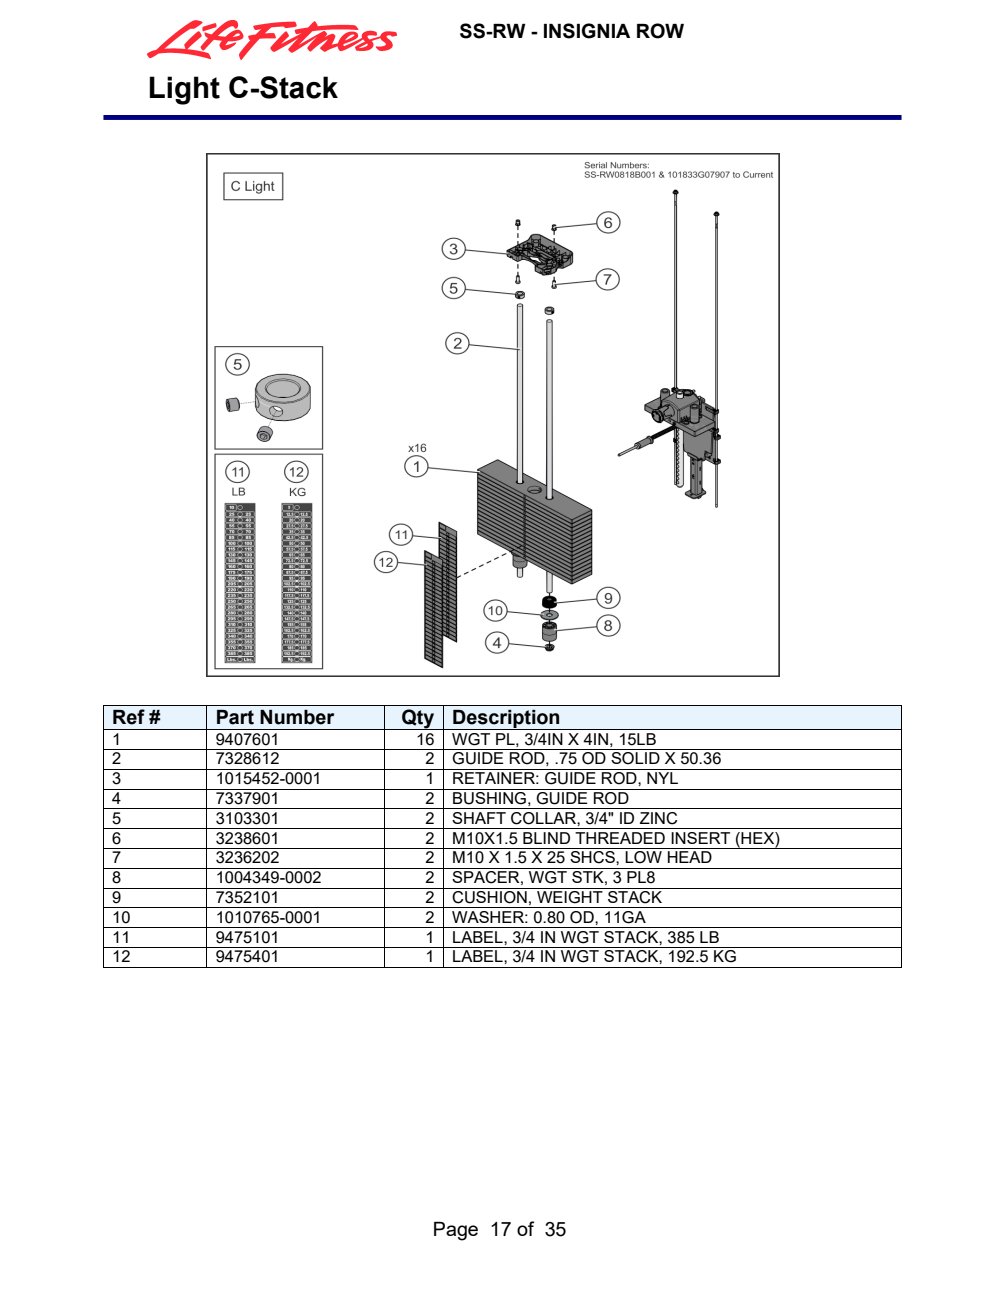 Life Fitness
SS-RW - INSIGNIA ROW
Light C-Stack
Serial Numbers:
SS-RW0818B001 & 101833G07907 to Current
C Light
6
3
7
5
2
5
x16
1
11
12
LB
KG
11
12
9
10
8
4
Ref # Part Number Qty Description
1 9407601 16 WGT PL, 3/4IN X 4IN, 15LB
2 7328612 2 GUIDE ROD, .75 OD SOLID X 50.36
3 1015452-0001 1 RETAINER: GUIDE ROD, NYL
4 7337901 2 BUSHING, GUIDE ROD
5 3103301 2 SHAFT COLLAR, 3/4" ID ZINC
6 3238601 2 M10X1.5 BLIND THREADED INSERT (HEX)
7 3236202 2 M10 X 1.5 X 25 SHCS, LOW HEAD
8 1004349-0002 2 SPACER, WGT STK, 3 PL8
9 7352101 2 CUSHION, WEIGHT STACK
10 1010765-0001 2 WASHER: 0.80 OD, 11GA
11 9475101 1 LABEL, 3/4 IN WGT STACK, 385 LB
12 9475401 1 LABEL, 3/4 IN WGT STACK, 192.5 KG
Page 17 of 35